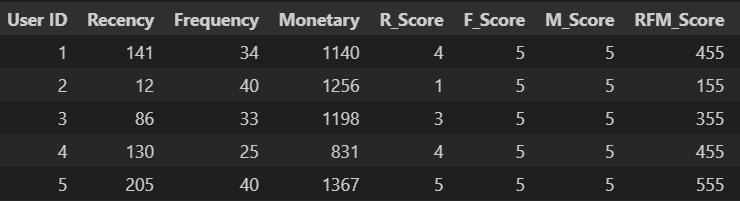 User ID Recency Frequency Monetary R_Score F_Score M_Score RFM_Score
1 141 34 1140 4 5 5 455
2 12 40 1256 1 5 5 155
3 86 33 1198 3 5 5 355
4 130 25 831 4 5 5 455
5 205 40 1367 5 5 5 555